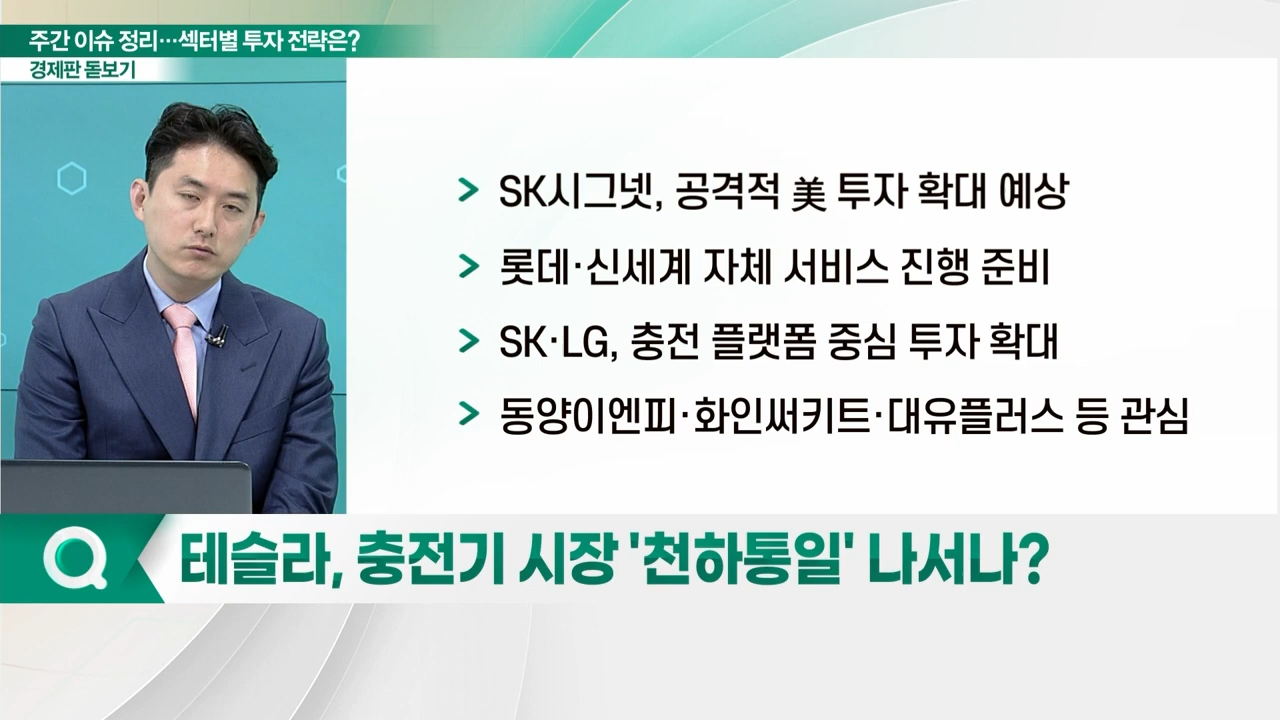 주간 이슈 정리…섹터별 투자 전략은?
경제판 돋보기
> SK시그넷, 공격적 美 투자 확대 예상
> 롯데·신세계 자체 서비스 진행 준비
> SK·LG, 충전 플랫폼 중심 투자 확대
> 동양이엔피·화인써키트·대유플러스 등 관심
Q 테슬라, 충전기 시장 '천하통일' 나서나?